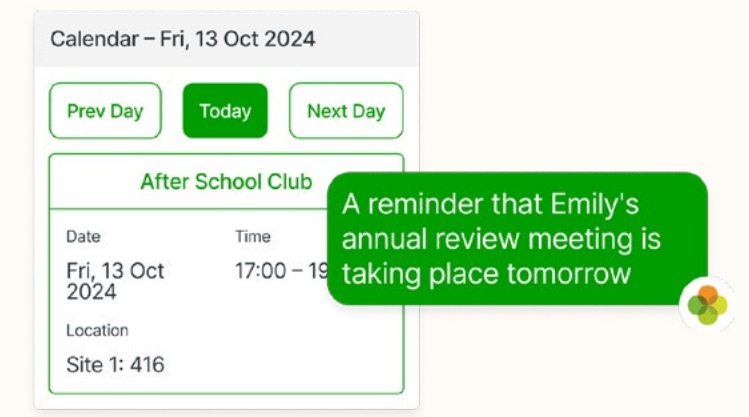 Calendar – Fri, 13 Oct 2024
Prev Day
Today
Next Day
After School Club
Date
Time
Fri, 13 Oct
2024
17:00 – 19
Location
Site 1: 416
A reminder that Emily's
annual review meeting is
taking place tomorrow